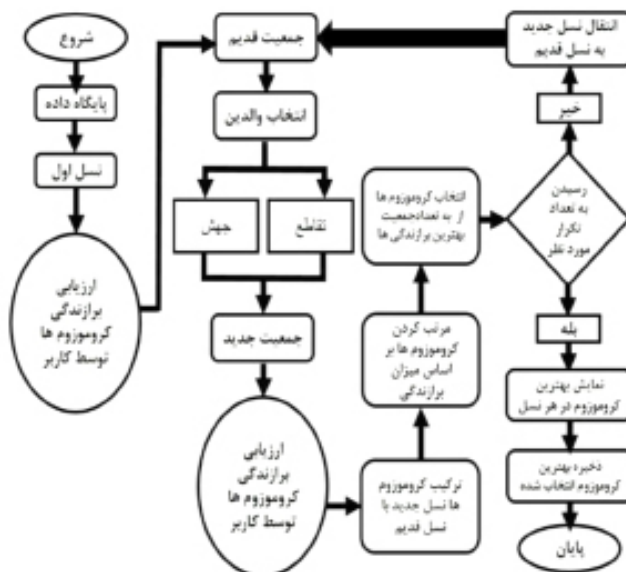 شروع
پایگاه داده
نسل اول
ارزیابی
برازندگی
کروموزوم ها
توسط کاربر
جمعیت قدیم
انتخاب والدین
جهش
تقاطع
جمعیت جدید
ارزیابی
برازندگی
کروموزوم ها
توسط کاربر
ترکیب کروموزوم
ها نسل جدید با
نسل قدیم
مرتب کردن
کروموزوم ها بر
اساس میزان
برازندگی
انتخاب کروموزوم ها
به تعدادجمعیت از
بهترین برازندگی ها
رسیدن
به تعداد
تکرار
مورد نظر
خیر
انتقال نسل جدید
به نسل قدیم
بله
نمایش بهترین
کروموزوم در هر نسل
ذخیره بهترین
کروموزوم انتخاب شده
پایان